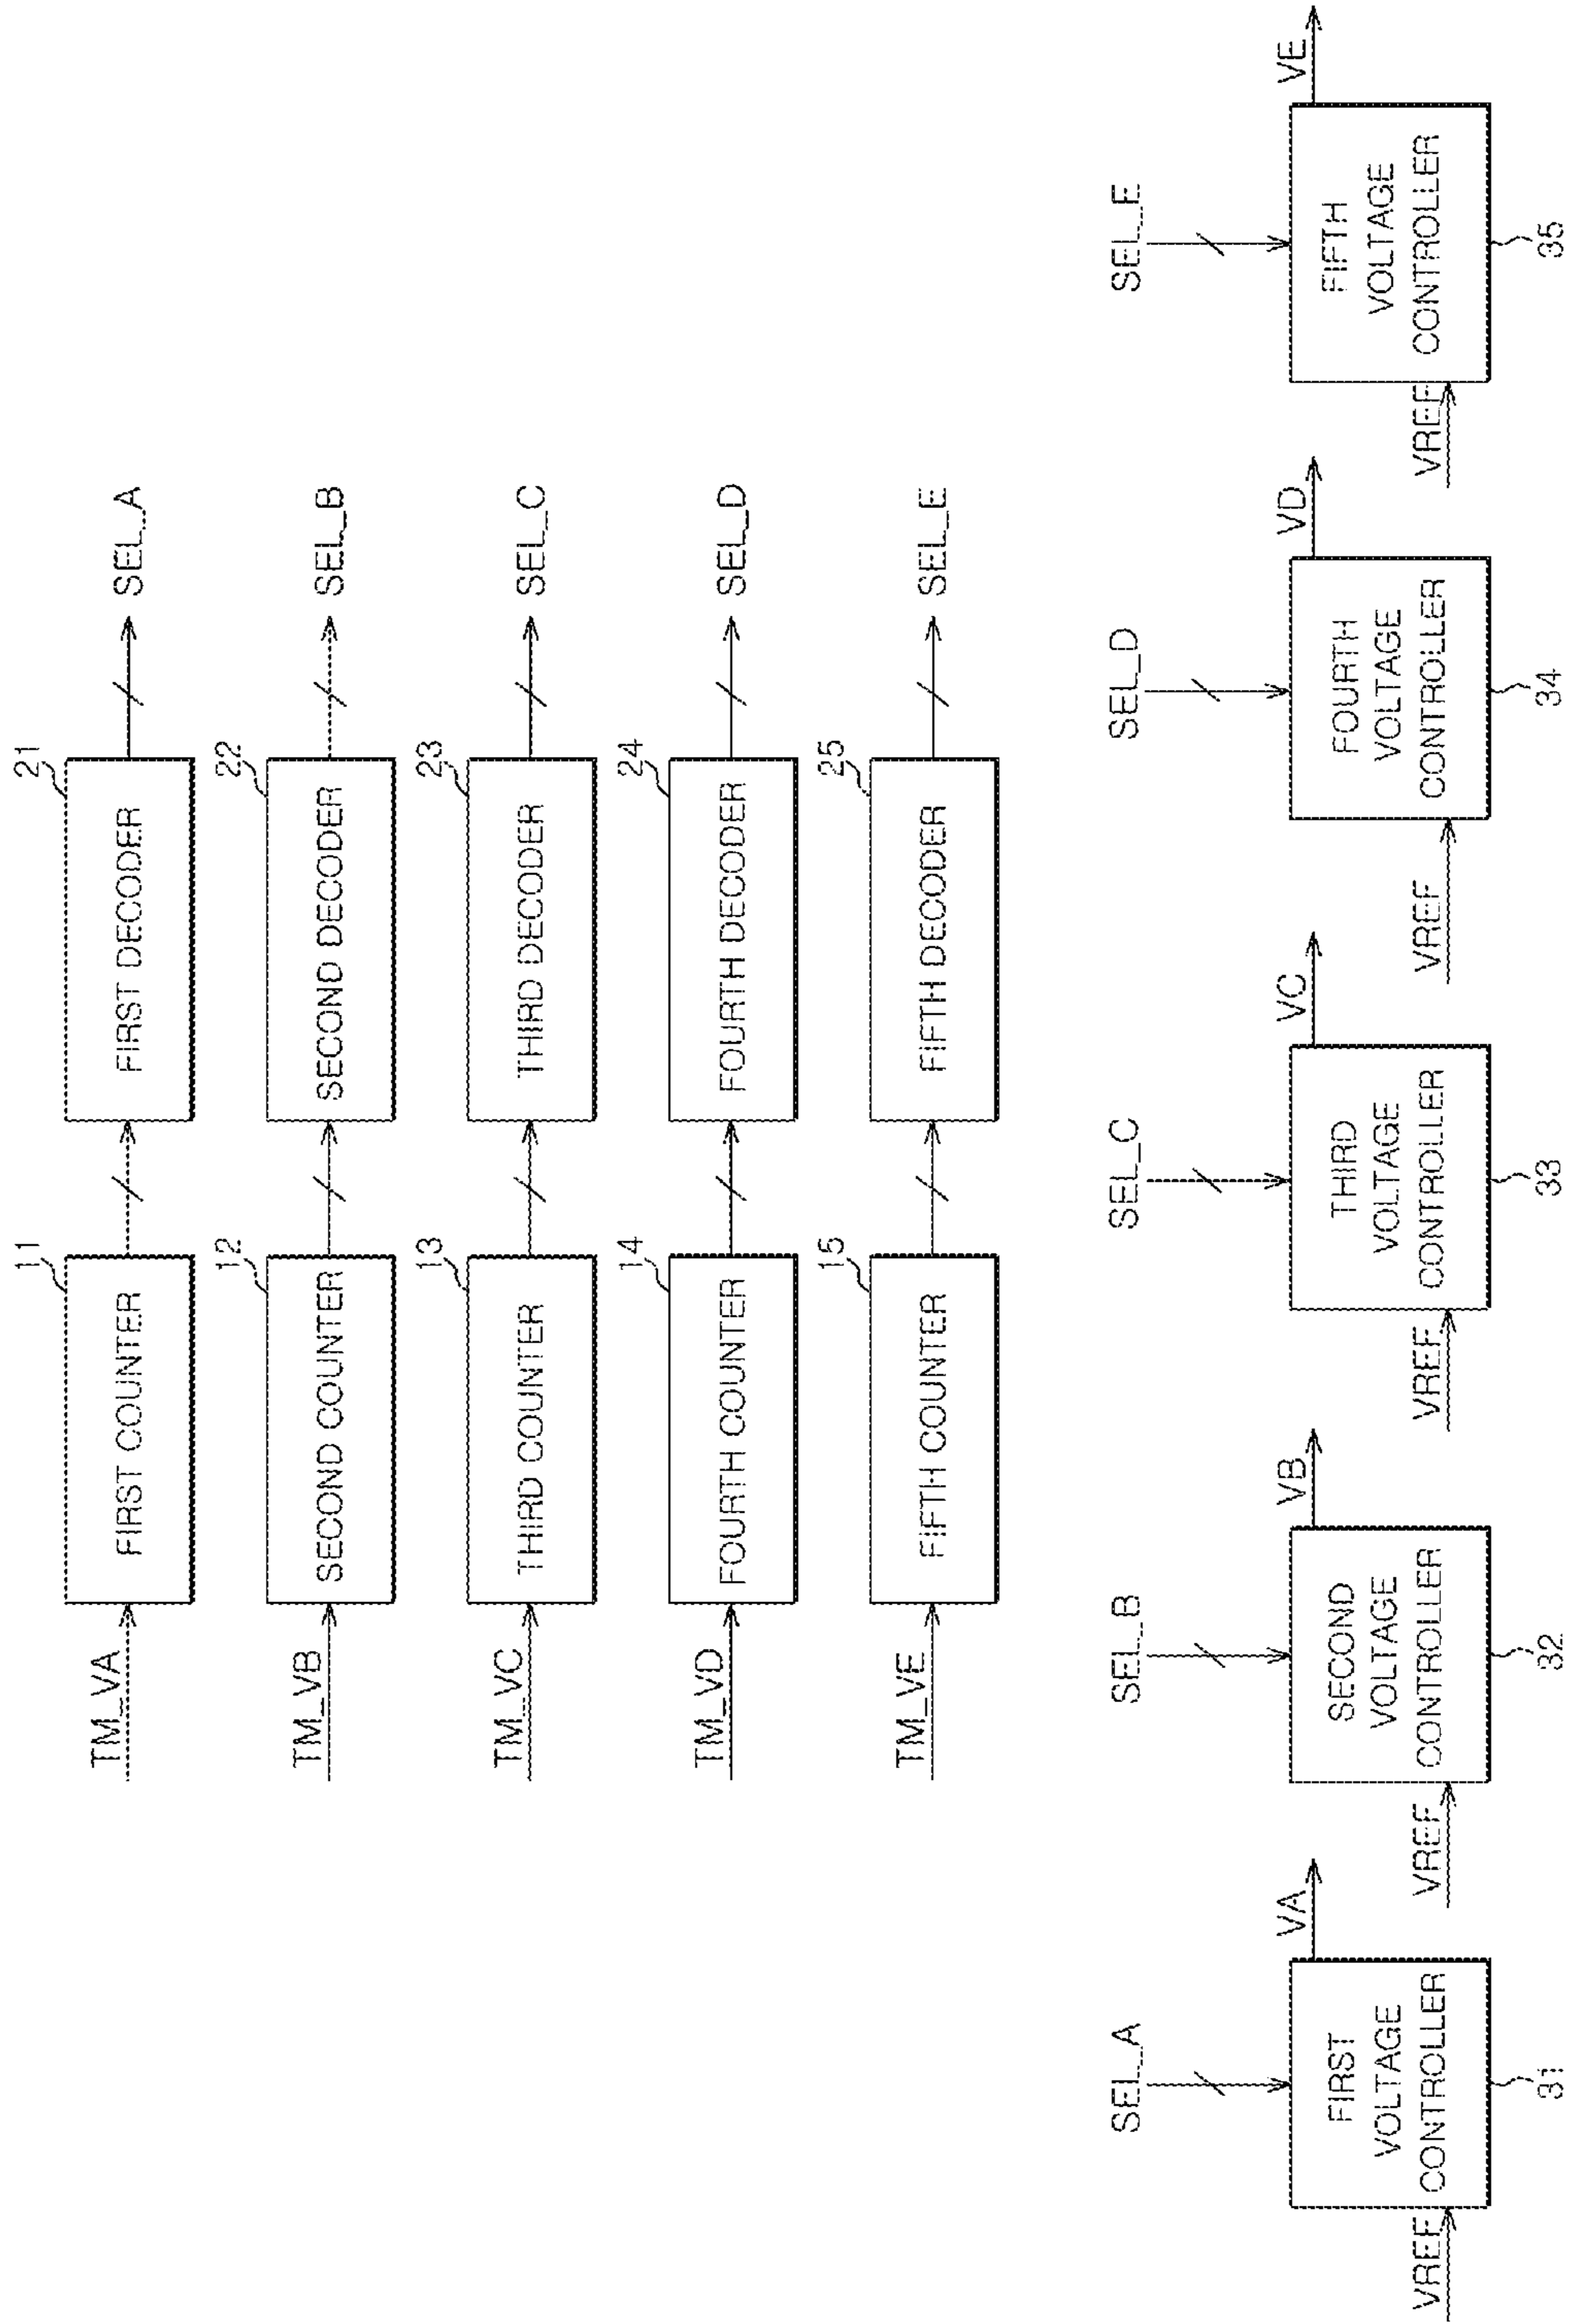 TM_VA
11
FIRST COUNTER
21
FIRST DECODER
SEL_A
TM_VB
12
SECOND COUNTER
22
SECOND DECODER
SEL_B
TM_VC
13
THIRD COUNTER
23
THIRD DECODER
SEL_C
TM_VD
14
FOURTH COUNTER
24
FOURTH DECODER
SEL_D
TM_VE
15
FIFTH COUNTER
25
FIFTH DECODER
SEL_E
SEL_A
VREF
FIRST
VOLTAGE
CONTROLLER
VA
31
SEL_B
VREF
SECOND
VOLTAGE
CONTROLLER
VB
32
SEL_C
VREF
THIRD
VOLTAGE
CONTROLLER
VC
33
SEL_D
VREF
FOURTH
VOLTAGE
CONTROLLER
VD
34
SEL_E
VREF
FIFTH
VOLTAGE
CONTROLLER
VE
35